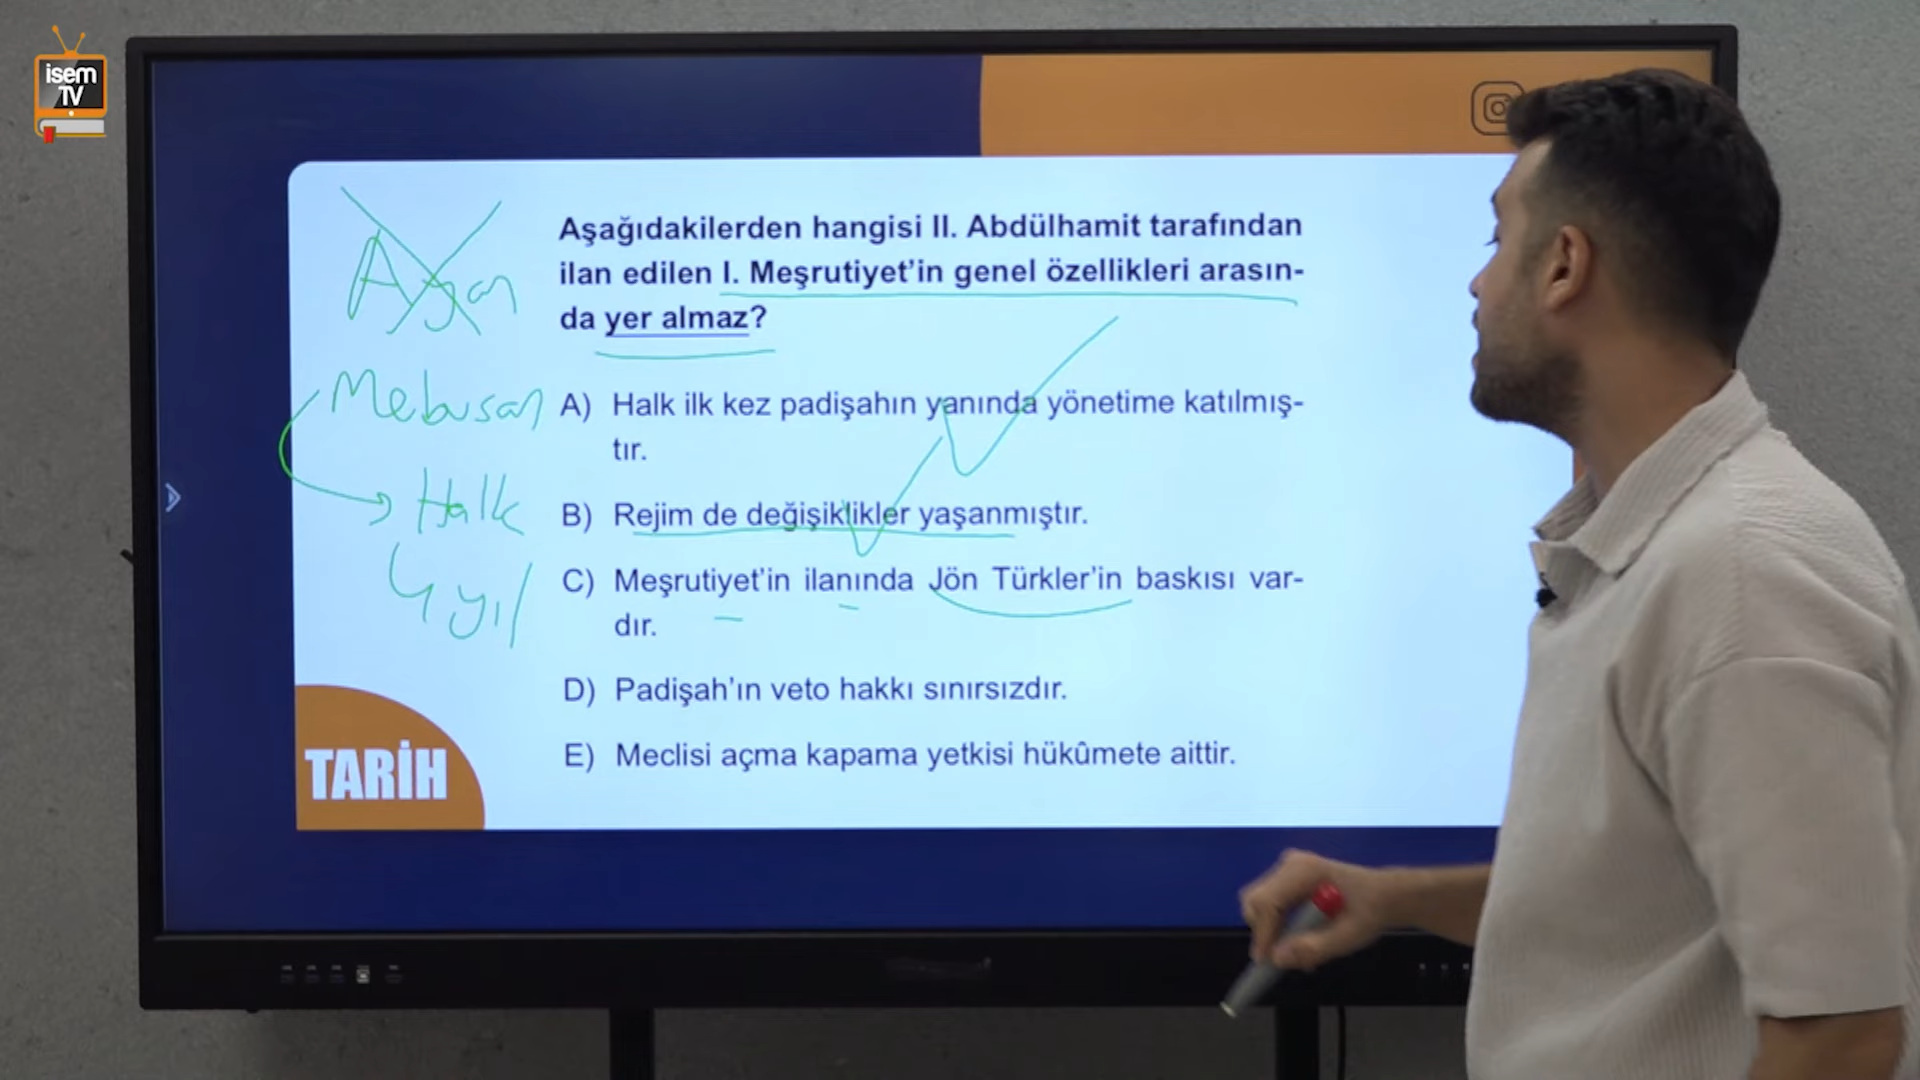 isem
TV
Aşağıdakilerden hangisi II. Abdülhamit tarafından
ilan edilen I. Meşrutiyet'in genel özellikleri arasın-
da yer almaz?
Ayan
Mebusan
Halk
4 yıl
A) Halk ilk kez padişahın yanında yönetime katılmış-
tır.
B) Rejim de değişiklikler yaşanmıştır.
C) Meşrutiyet'in ilanında Jön Türkler'in baskısı var-
dır.
D) Padişah'ın veto hakkı sınırsızdır.
E) Meclisi açma kapama yetkisi hükûmete aittir.
TARİH